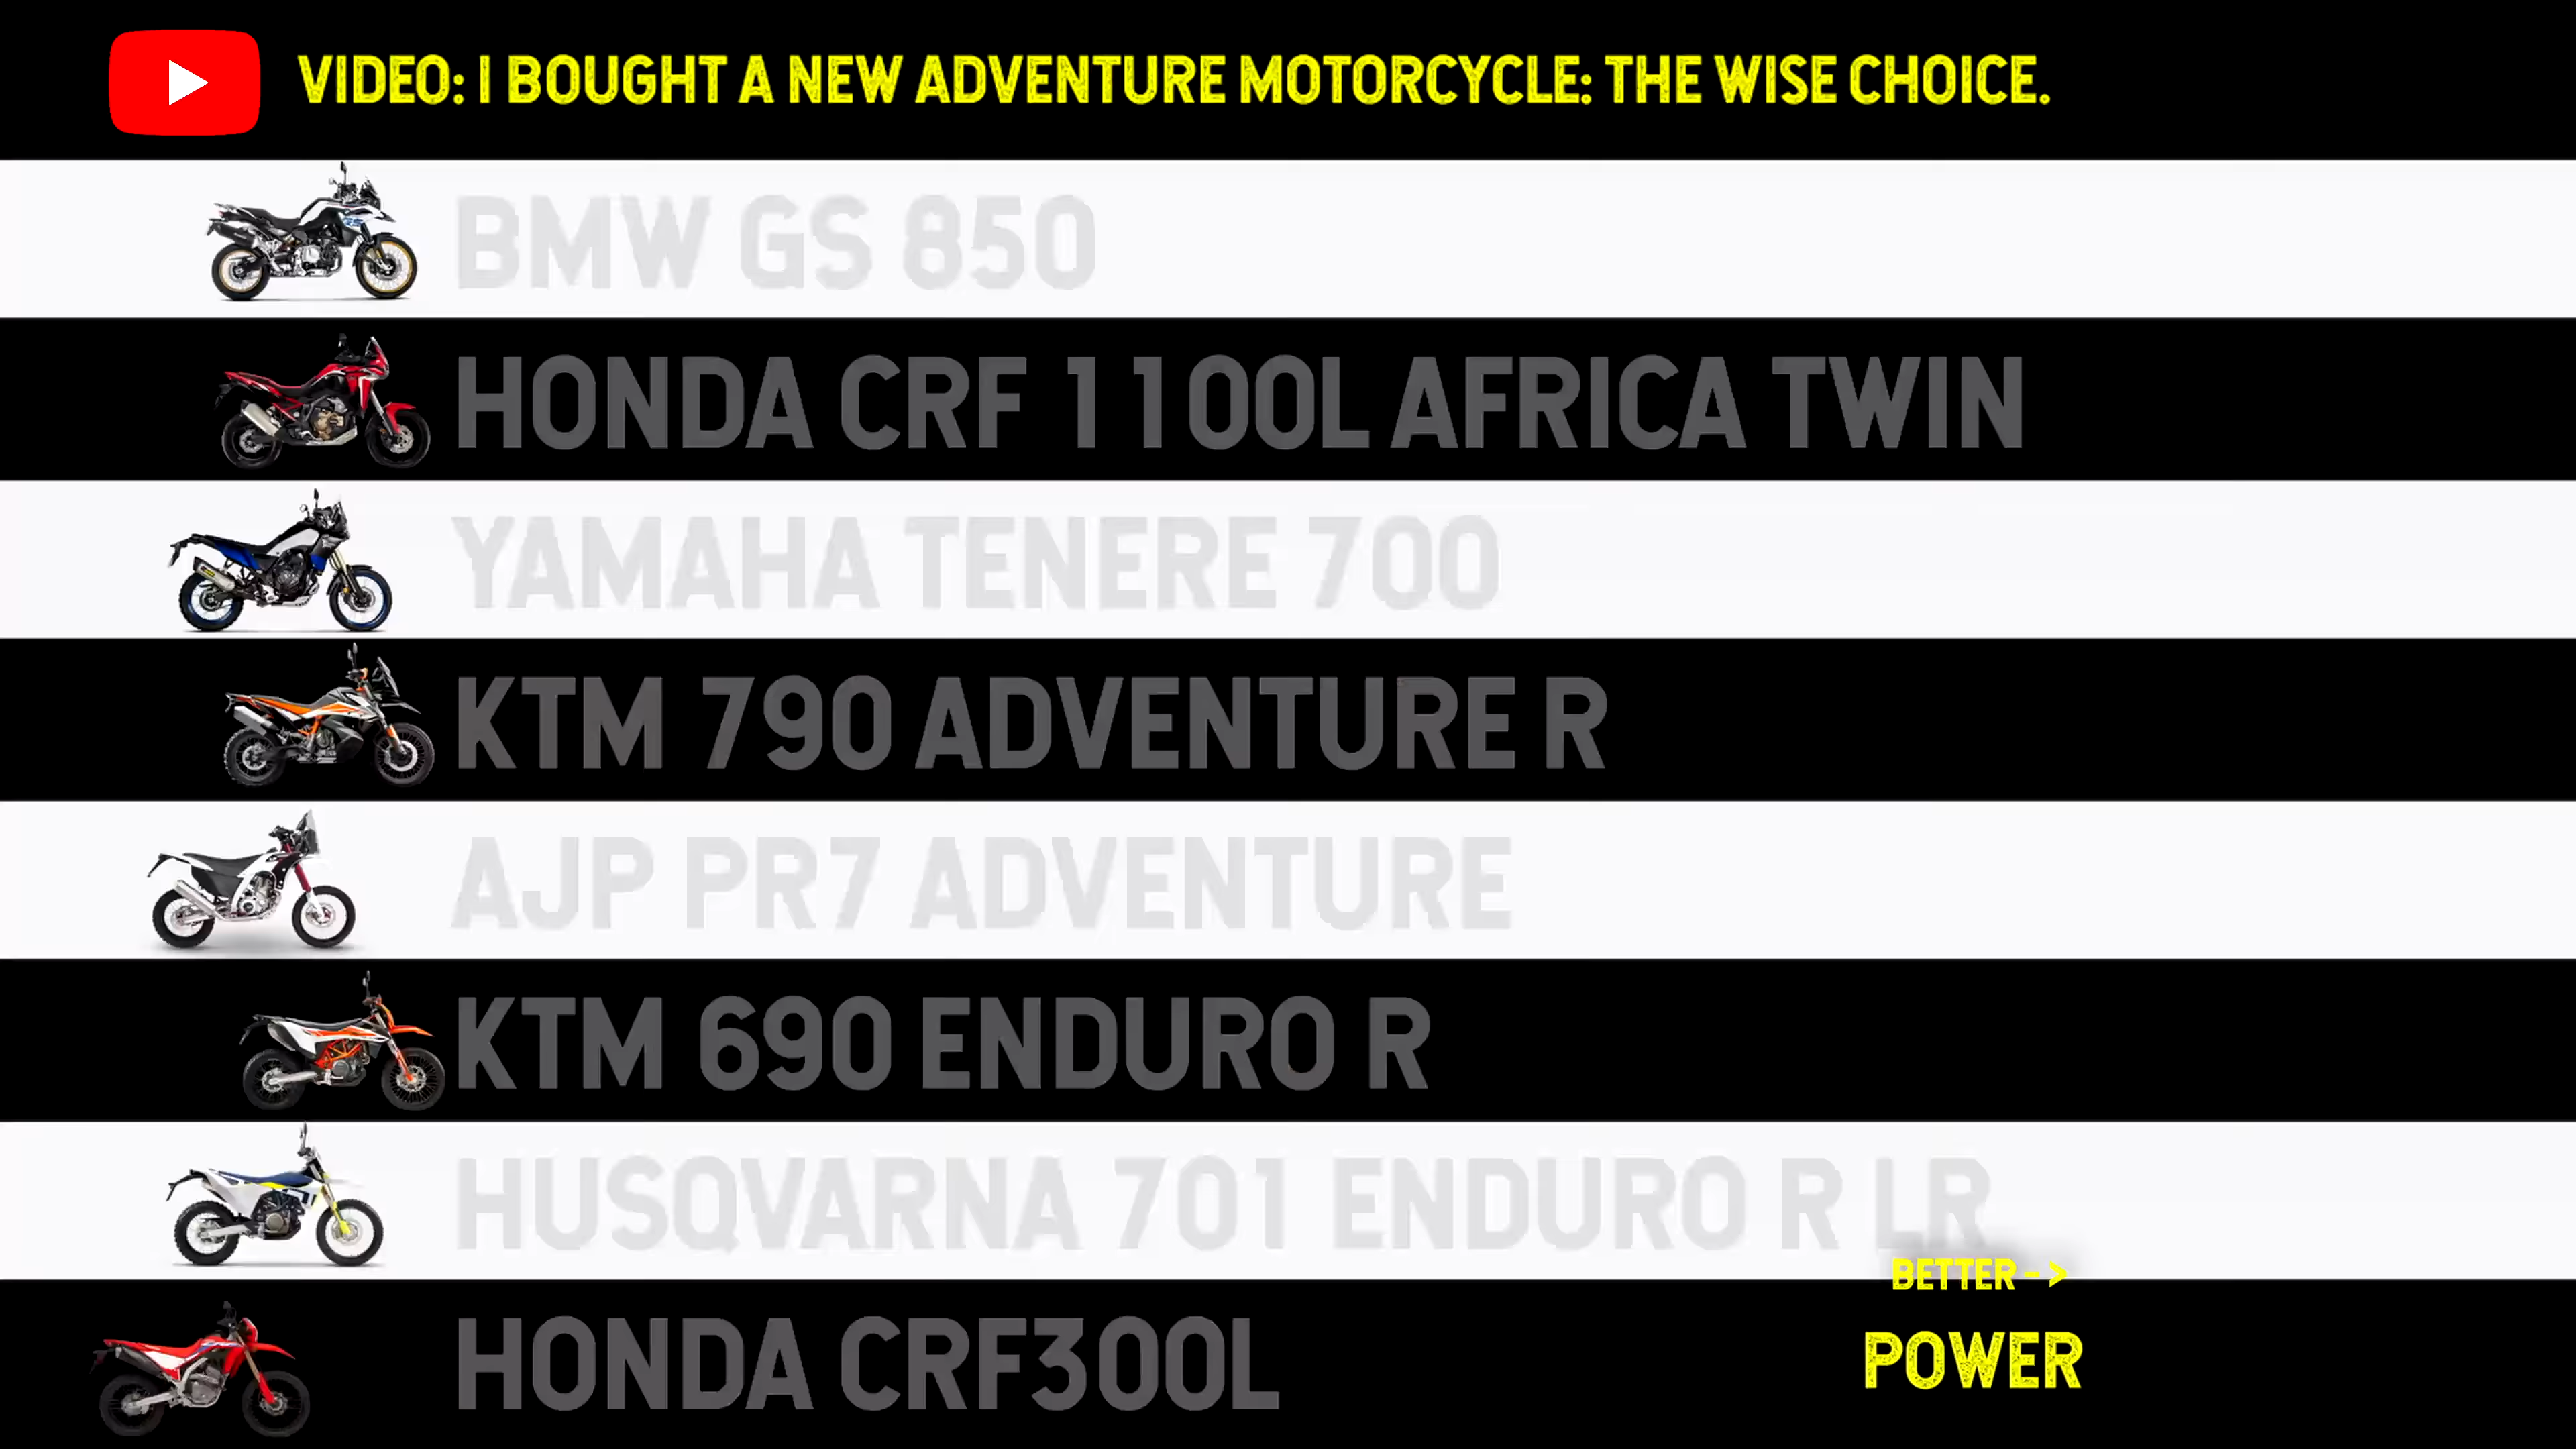 VIDEO: I BOUGHT A NEW ADVENTURE MOTORCYCLE: THE WISE CHOICE.
BMW GS 850
HONDA CRF 1100L AFRICA TWIN
YAMAHA TENERE 700
KTM 790 ADVENTURE R
AJP PR7 ADVENTURE
KTM 690 ENDURO R
HUSQVARNA 701 ENDURO R LR
BETTER->
HONDA CRF300L
POWER